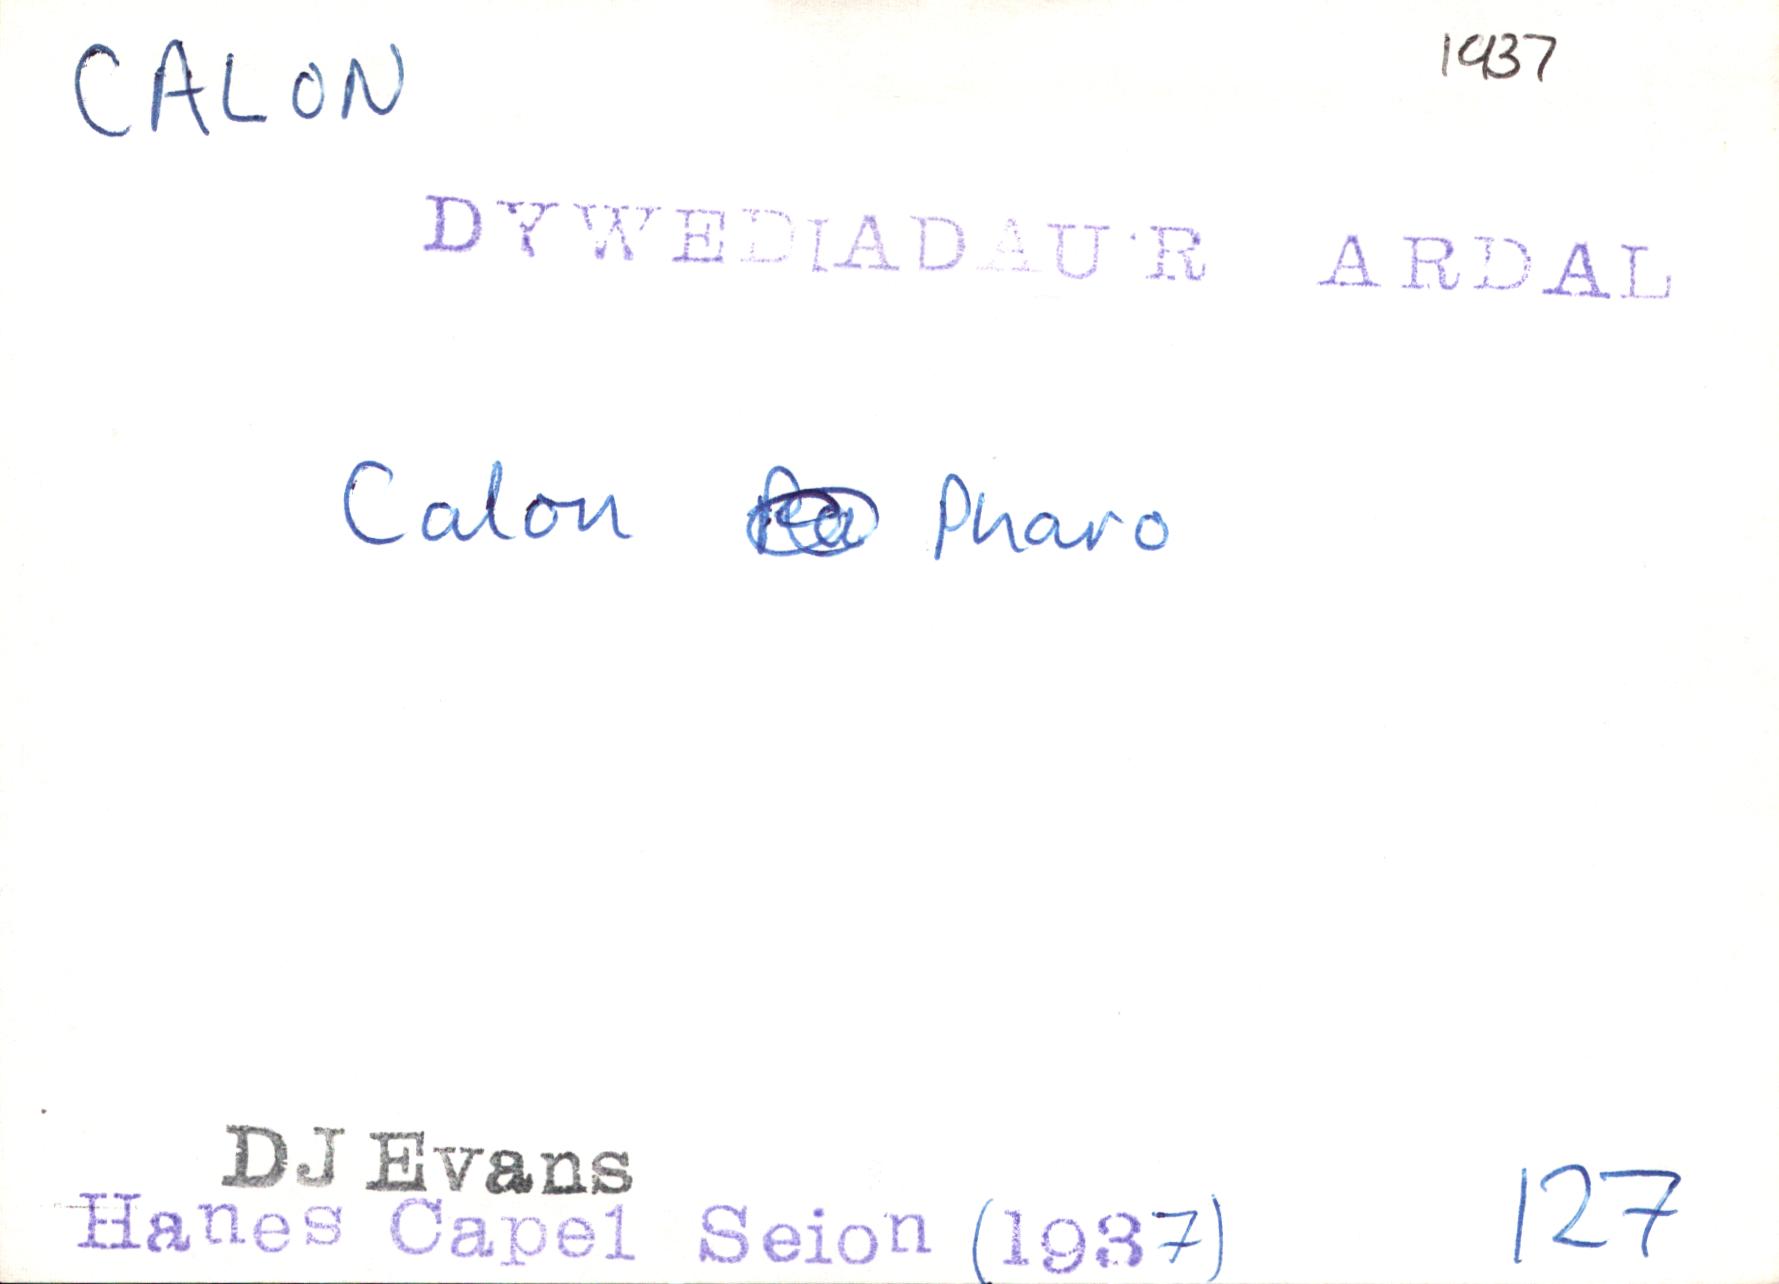 CALON 1937
DYWEDIADAU'R ARDAL
Calon Pharo
DJ Evans
Hanes Capel Seion (1937) 127